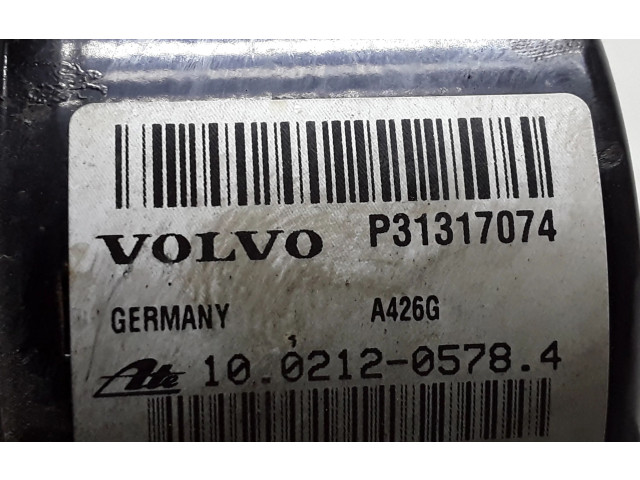 VOLVO P31317074
GERMANY A426G
Ate 10.0212-0578.4